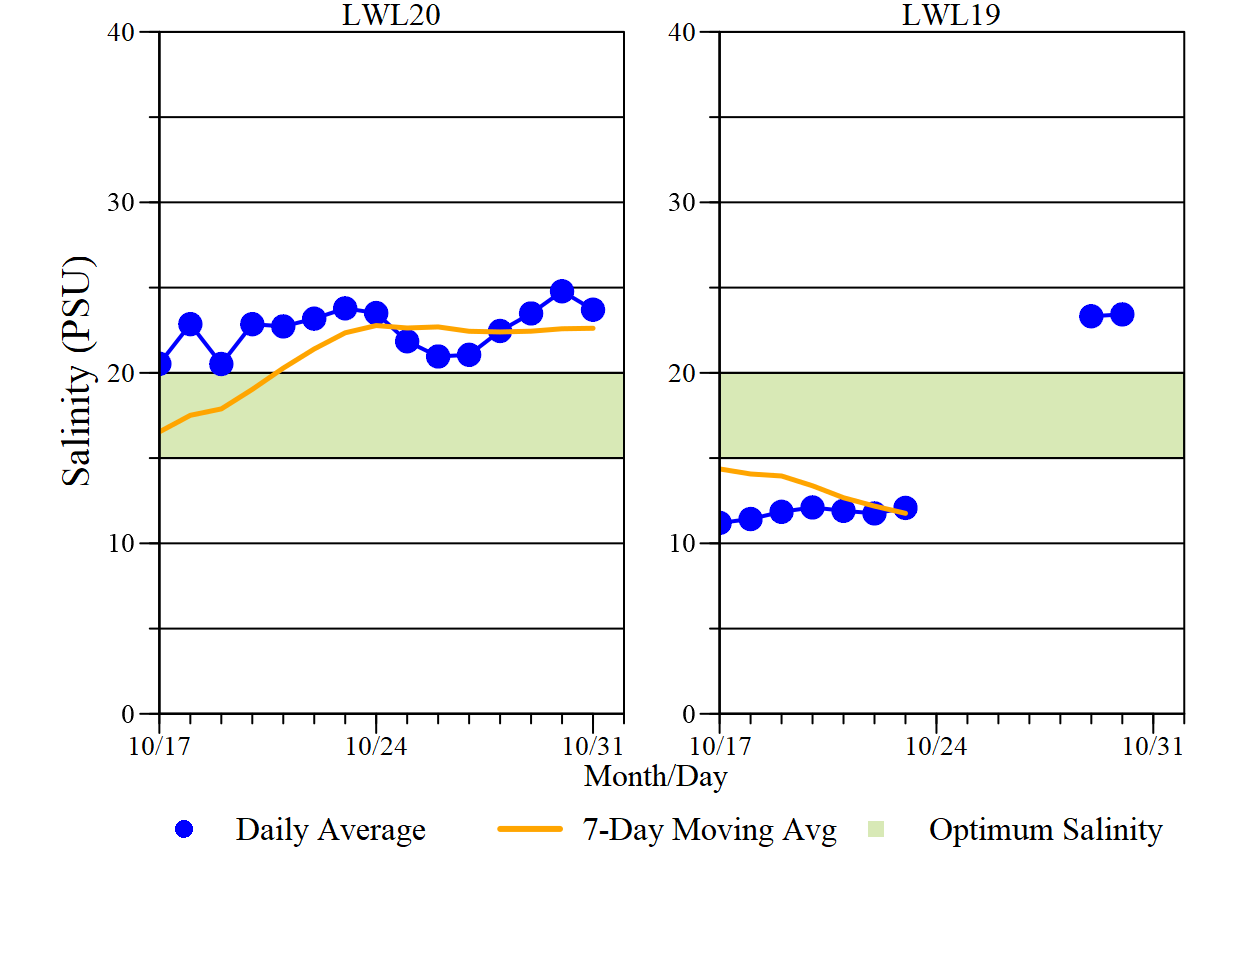 LWL20
LWL19
Salinity (PSU)
40
30
20
10
0
40
30
20
10
0
10/17
10/24
10/31
10/17
10/24
10/31
Month/Day
Daily Average
7-Day Moving Avg
Optimum Salinity